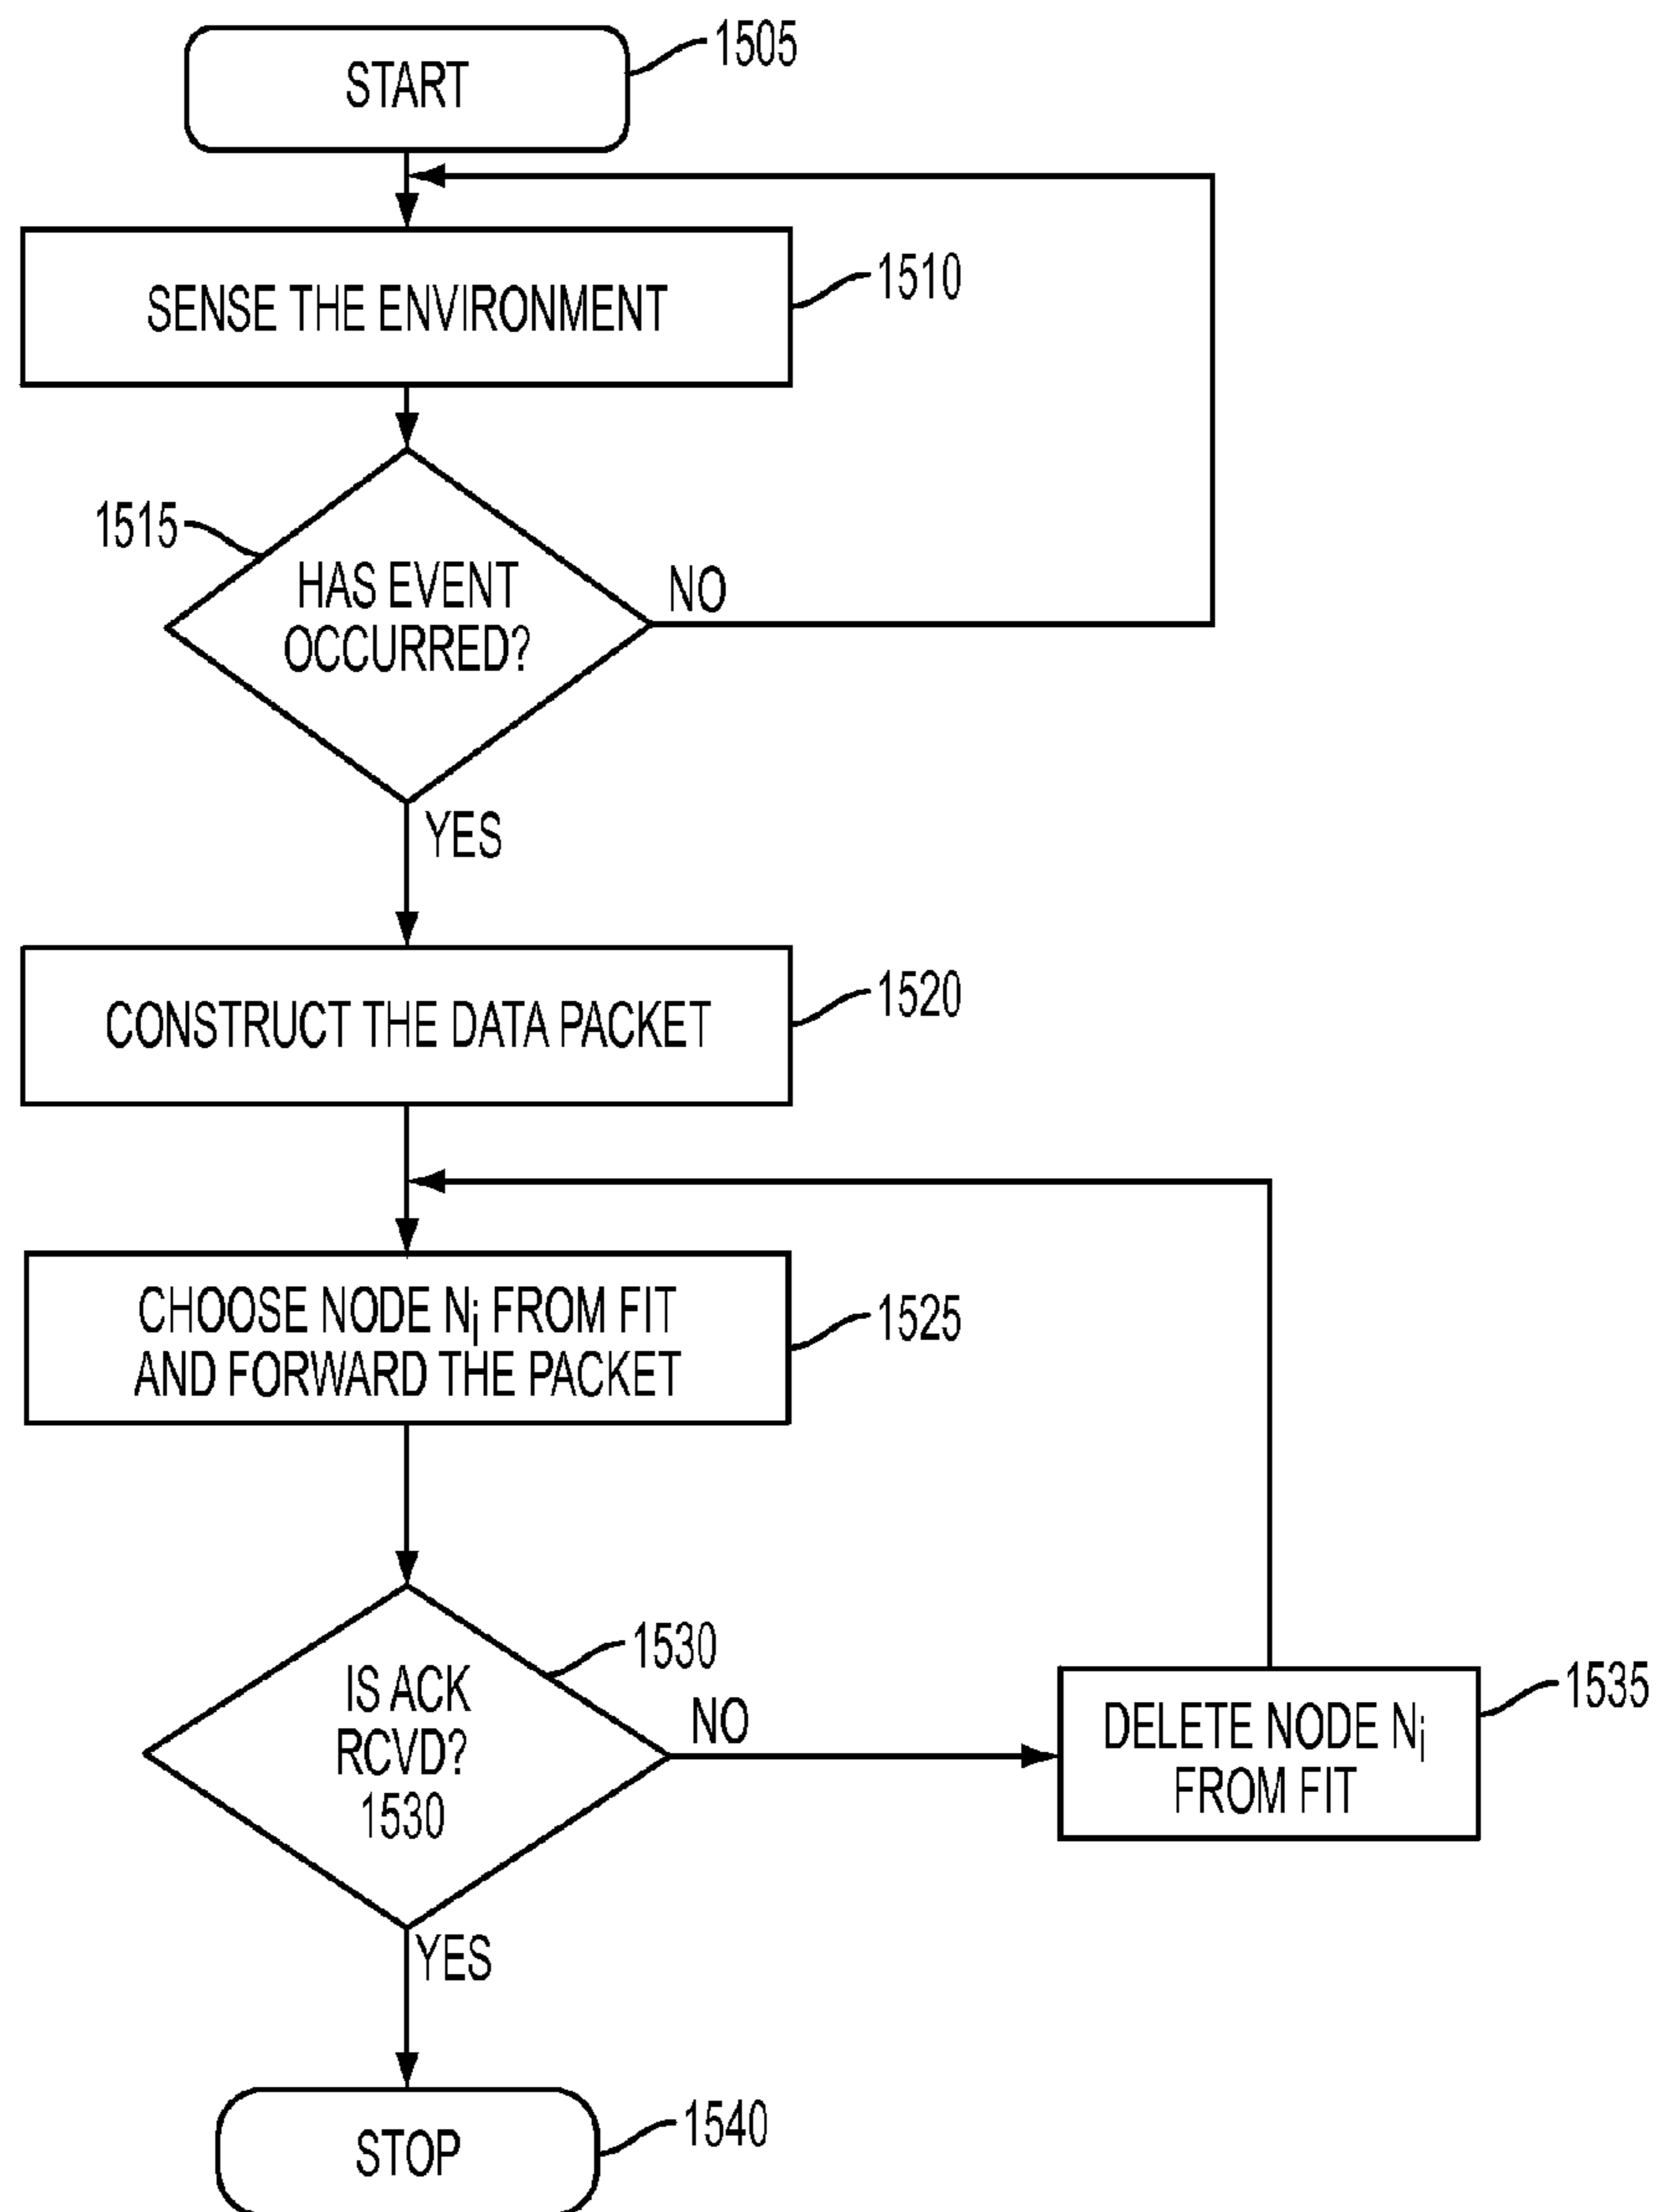 START
1505
SENSE THE ENVIRONMENT
1510
1515
HAS EVENT
OCCURRED?
NO
YES
CONSTRUCT THE DATA PACKET
1520
CHOOSE NODE Ni FROM FIT
AND FORWARD THE PACKET
1525
IS ACK
RCVD?
1530
1530
NO
DELETE NODE Ni
FROM FIT
1535
YES
STOP
1540